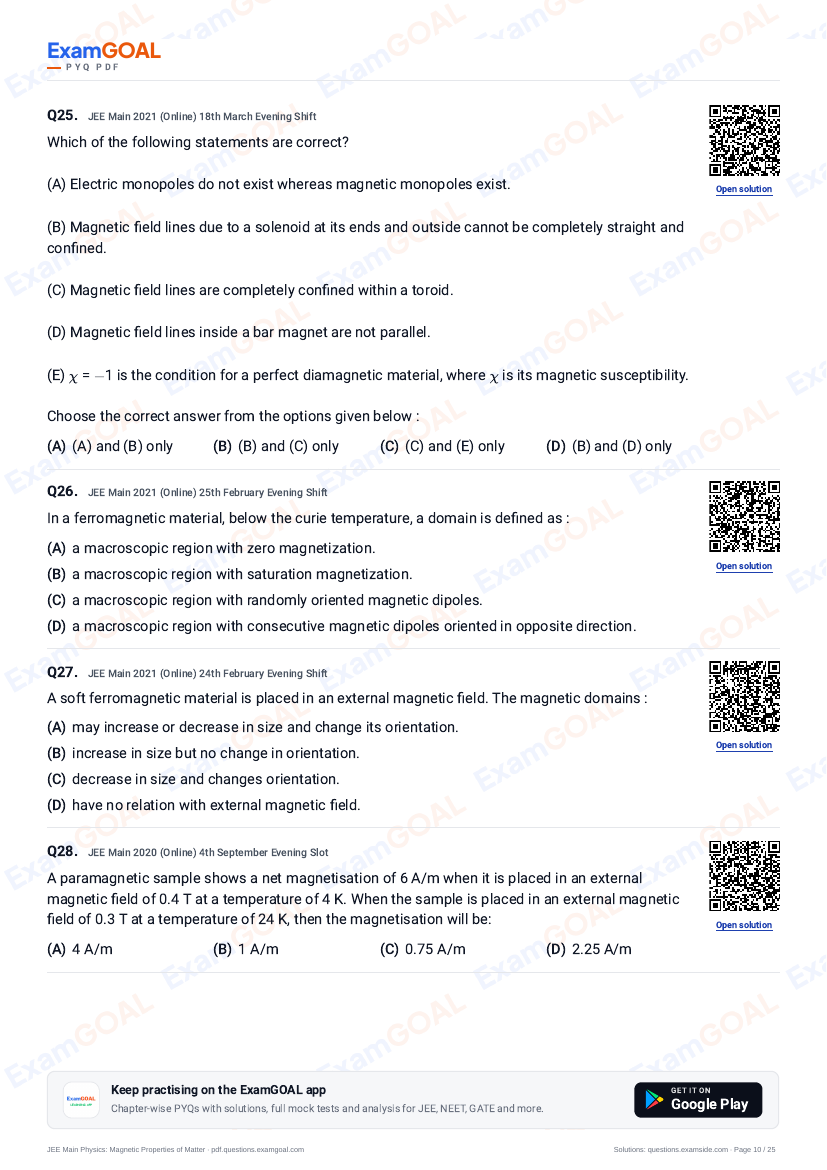 ExamGOAL
PYQ PDF
Q25. JEE Main 2021 (Online) 18th March Evening Shift
Which of the following statements are correct?
(A) Electric monopoles do not exist whereas magnetic monopoles exist.
(B) Magnetic field lines due to a solenoid at its ends and outside cannot be completely straight and
confined.
(C) Magnetic field lines are completely confined within a toroid.
(D) Magnetic field lines inside a bar magnet are not parallel.
(E) χ = −1 is the condition for a perfect diamagnetic material, where χ is its magnetic susceptibility.
Choose the correct answer from the options given below :
(A) (A) and (B) only (B) (B) and (C) only (C) (C) and (E) only (D) (B) and (D) only
Open solution
Q26. JEE Main 2021 (Online) 25th February Evening Shift
In a ferromagnetic material, below the curie temperature, a domain is defined as :
(A) a macroscopic region with zero magnetization.
(B) a macroscopic region with saturation magnetization.
(C) a macroscopic region with randomly oriented magnetic dipoles.
(D) a macroscopic region with consecutive magnetic dipoles oriented in opposite direction.
Open solution
Q27. JEE Main 2021 (Online) 24th February Evening Shift
A soft ferromagnetic material is placed in an external magnetic field. The magnetic domains :
(A) may increase or decrease in size and change its orientation.
(B) increase in size but no change in orientation.
(C) decrease in size and changes orientation.
(D) have no relation with external magnetic field.
Open solution
Q28. JEE Main 2020 (Online) 4th September Evening Slot
A paramagnetic sample shows a net magnetisation of 6 A/m when it is placed in an external
magnetic field of 0.4 T at a temperature of 4 K. When the sample is placed in an external magnetic
field of 0.3 T at a temperature of 24 K, then the magnetisation will be:
(A) 4 A/m (B) 1 A/m (C) 0.75 A/m (D) 2.25 A/m
Open solution
ExamGOAL
Keep practising on the ExamGOAL app
Chapter-wise PYQs with solutions, full mock tests and analysis for JEE, NEET, GATE and more.
GET IT ON
Google Play
JEE Main Physics: Magnetic Properties of Matter · pdf.questions.examgoal.com
Solutions: questions.examside.com · Page 10 / 25